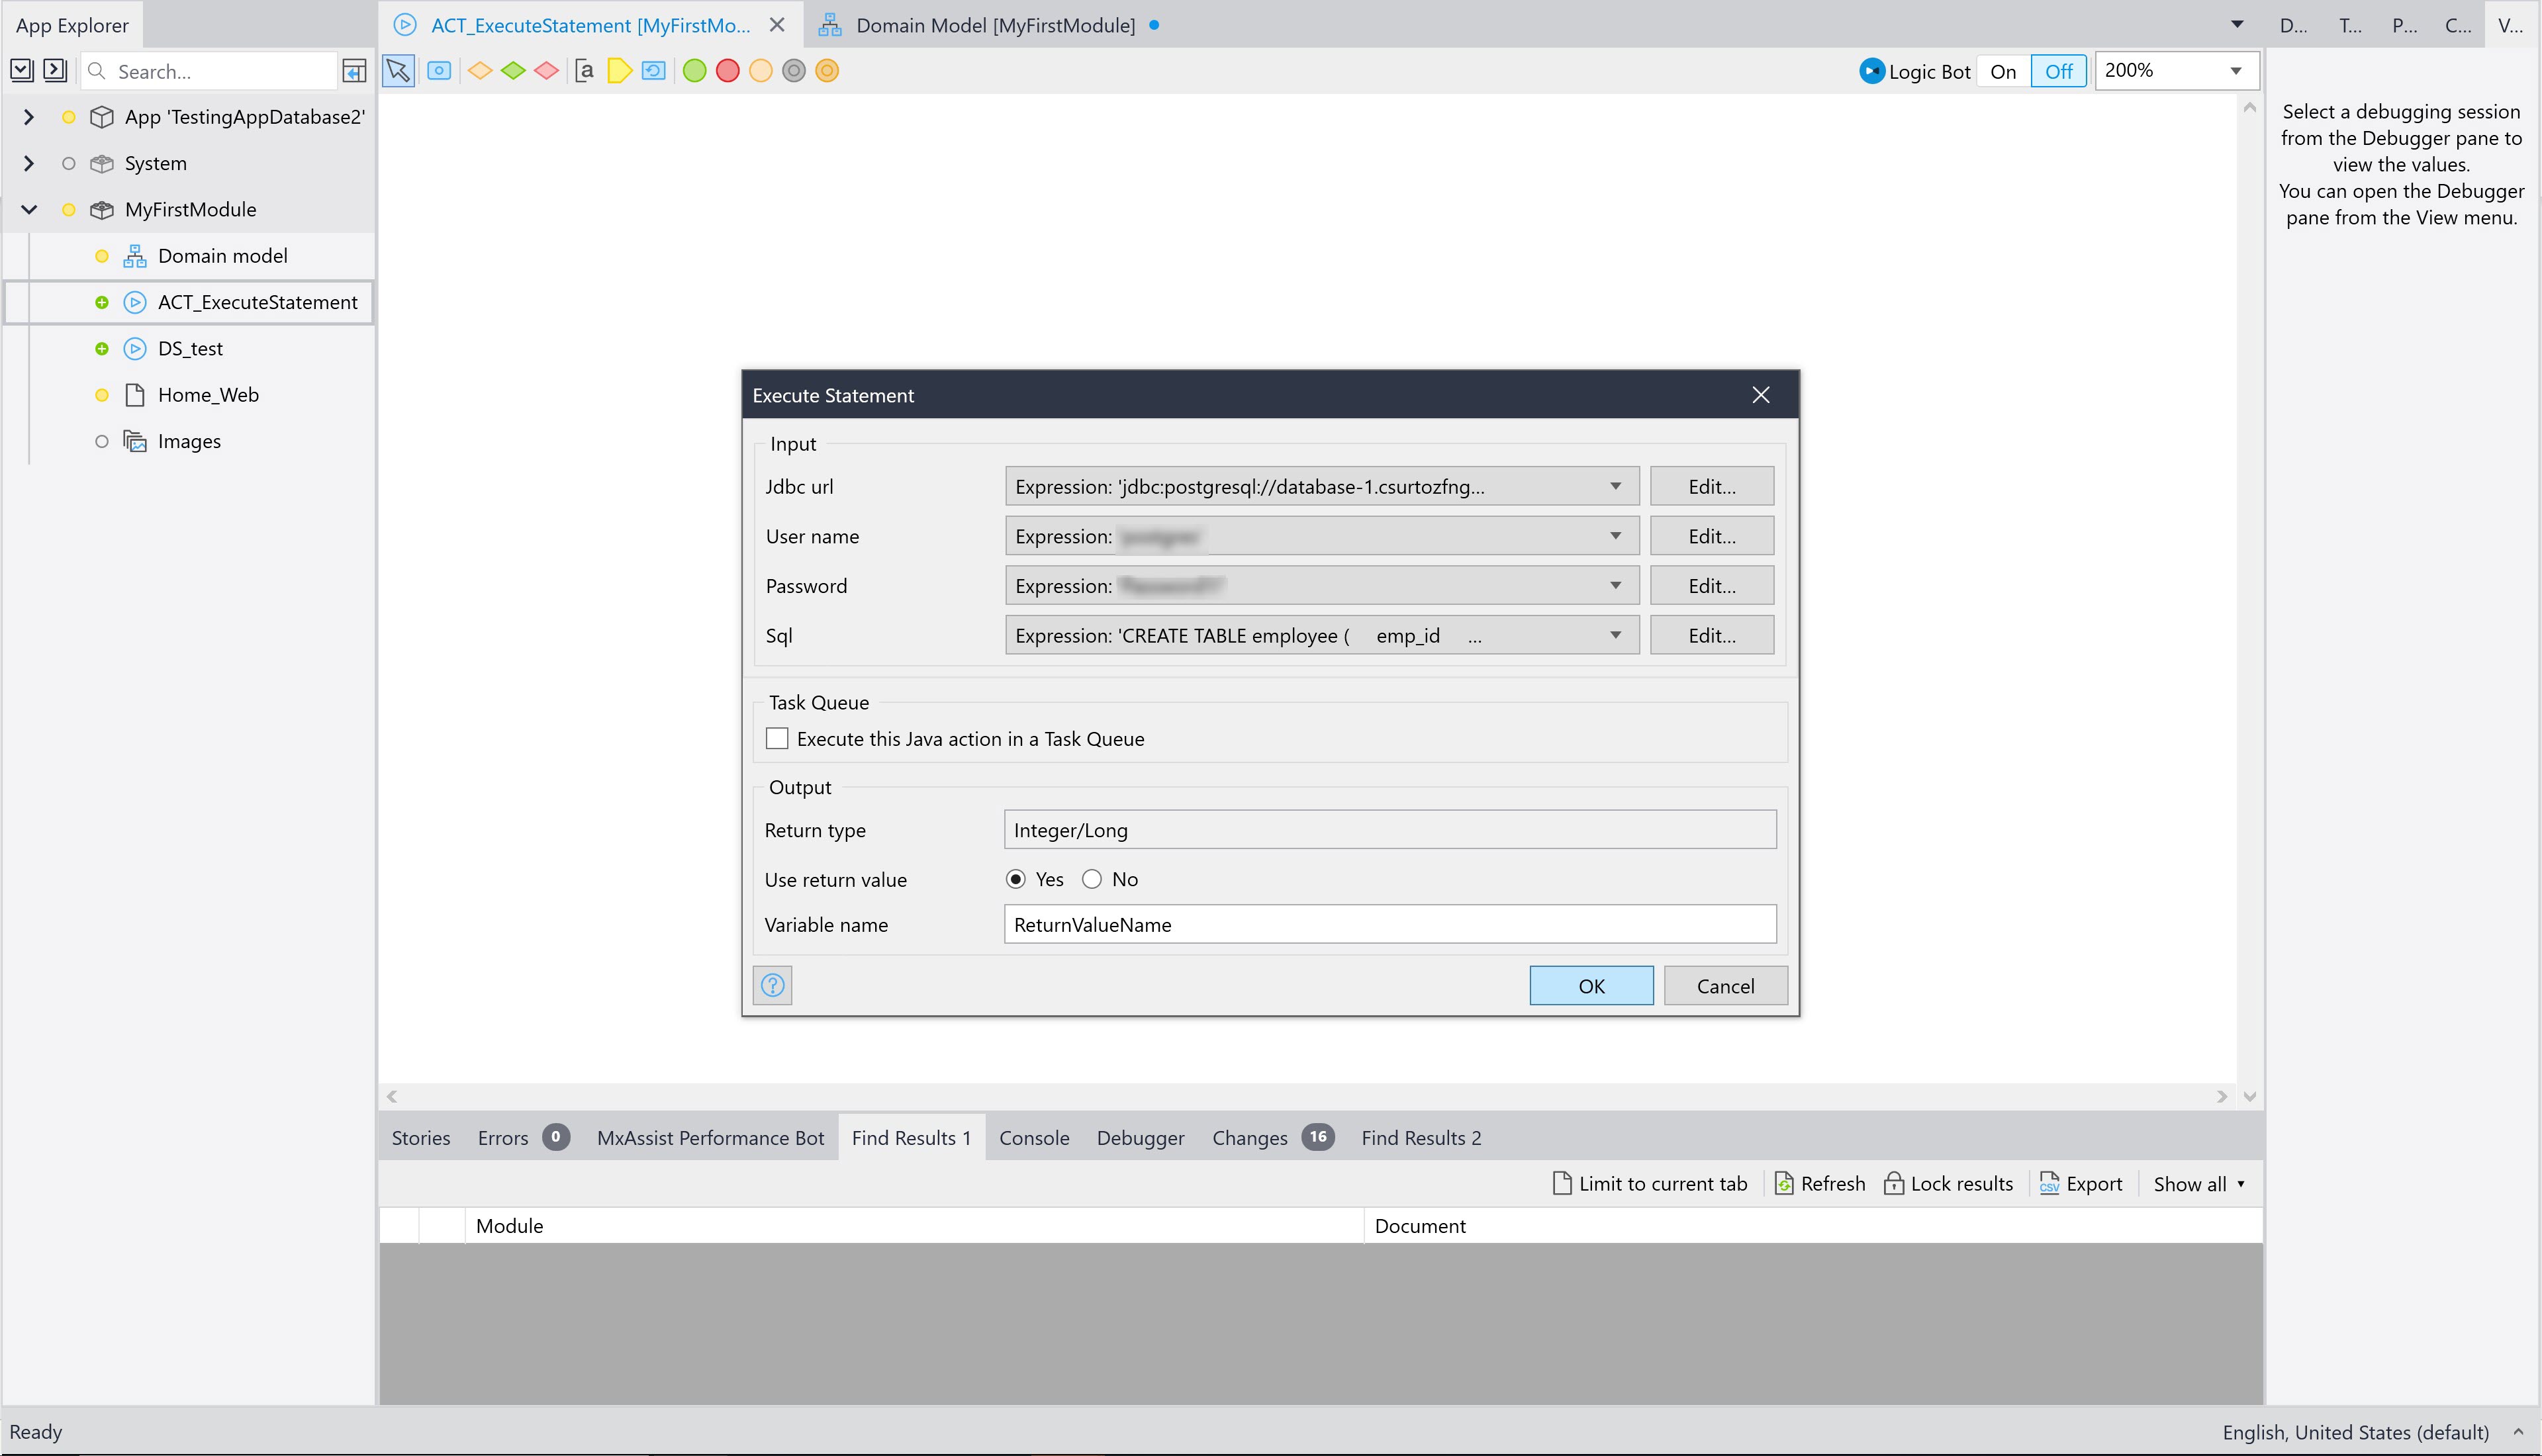 App Explorer
ACT_ExecuteStatement [MyFirstMo...
Domain Model [MyFirstModule]
D...
T...
P...
C...
V...
Search...
[a
Logic Bot
On
Off
200%
App 'TestingAppDatabase2'
System
MyFirstModule
Domain model
ACT_ExecuteStatement
DS_test
Home_Web
Images
Select a debugging session
from the Debugger pane to
view the values.
You can open the Debugger
pane from the View menu.
Execute Statement
Input
Jdbc url
Expression: 'jdbc:postgresql://database-1.csurtozfng...
Edit...
User name
Expression:
Edit...
Password
Expression:
Edit...
Sql
Expression: 'CREATE TABLE employee ( emp_id ...
Edit...
Task Queue
Execute this Java action in a Task Queue
Output
Return type
Integer/Long
Use return value
Yes
No
Variable name
ReturnValueName
?
OK
Cancel
Stories
Errors 0
MxAssist Performance Bot
Find Results 1
Console
Debugger
Changes 16
Find Results 2
Limit to current tab
Refresh
Lock results
CSV
Export
Show all
Module
Document
Ready
English, United States (default)